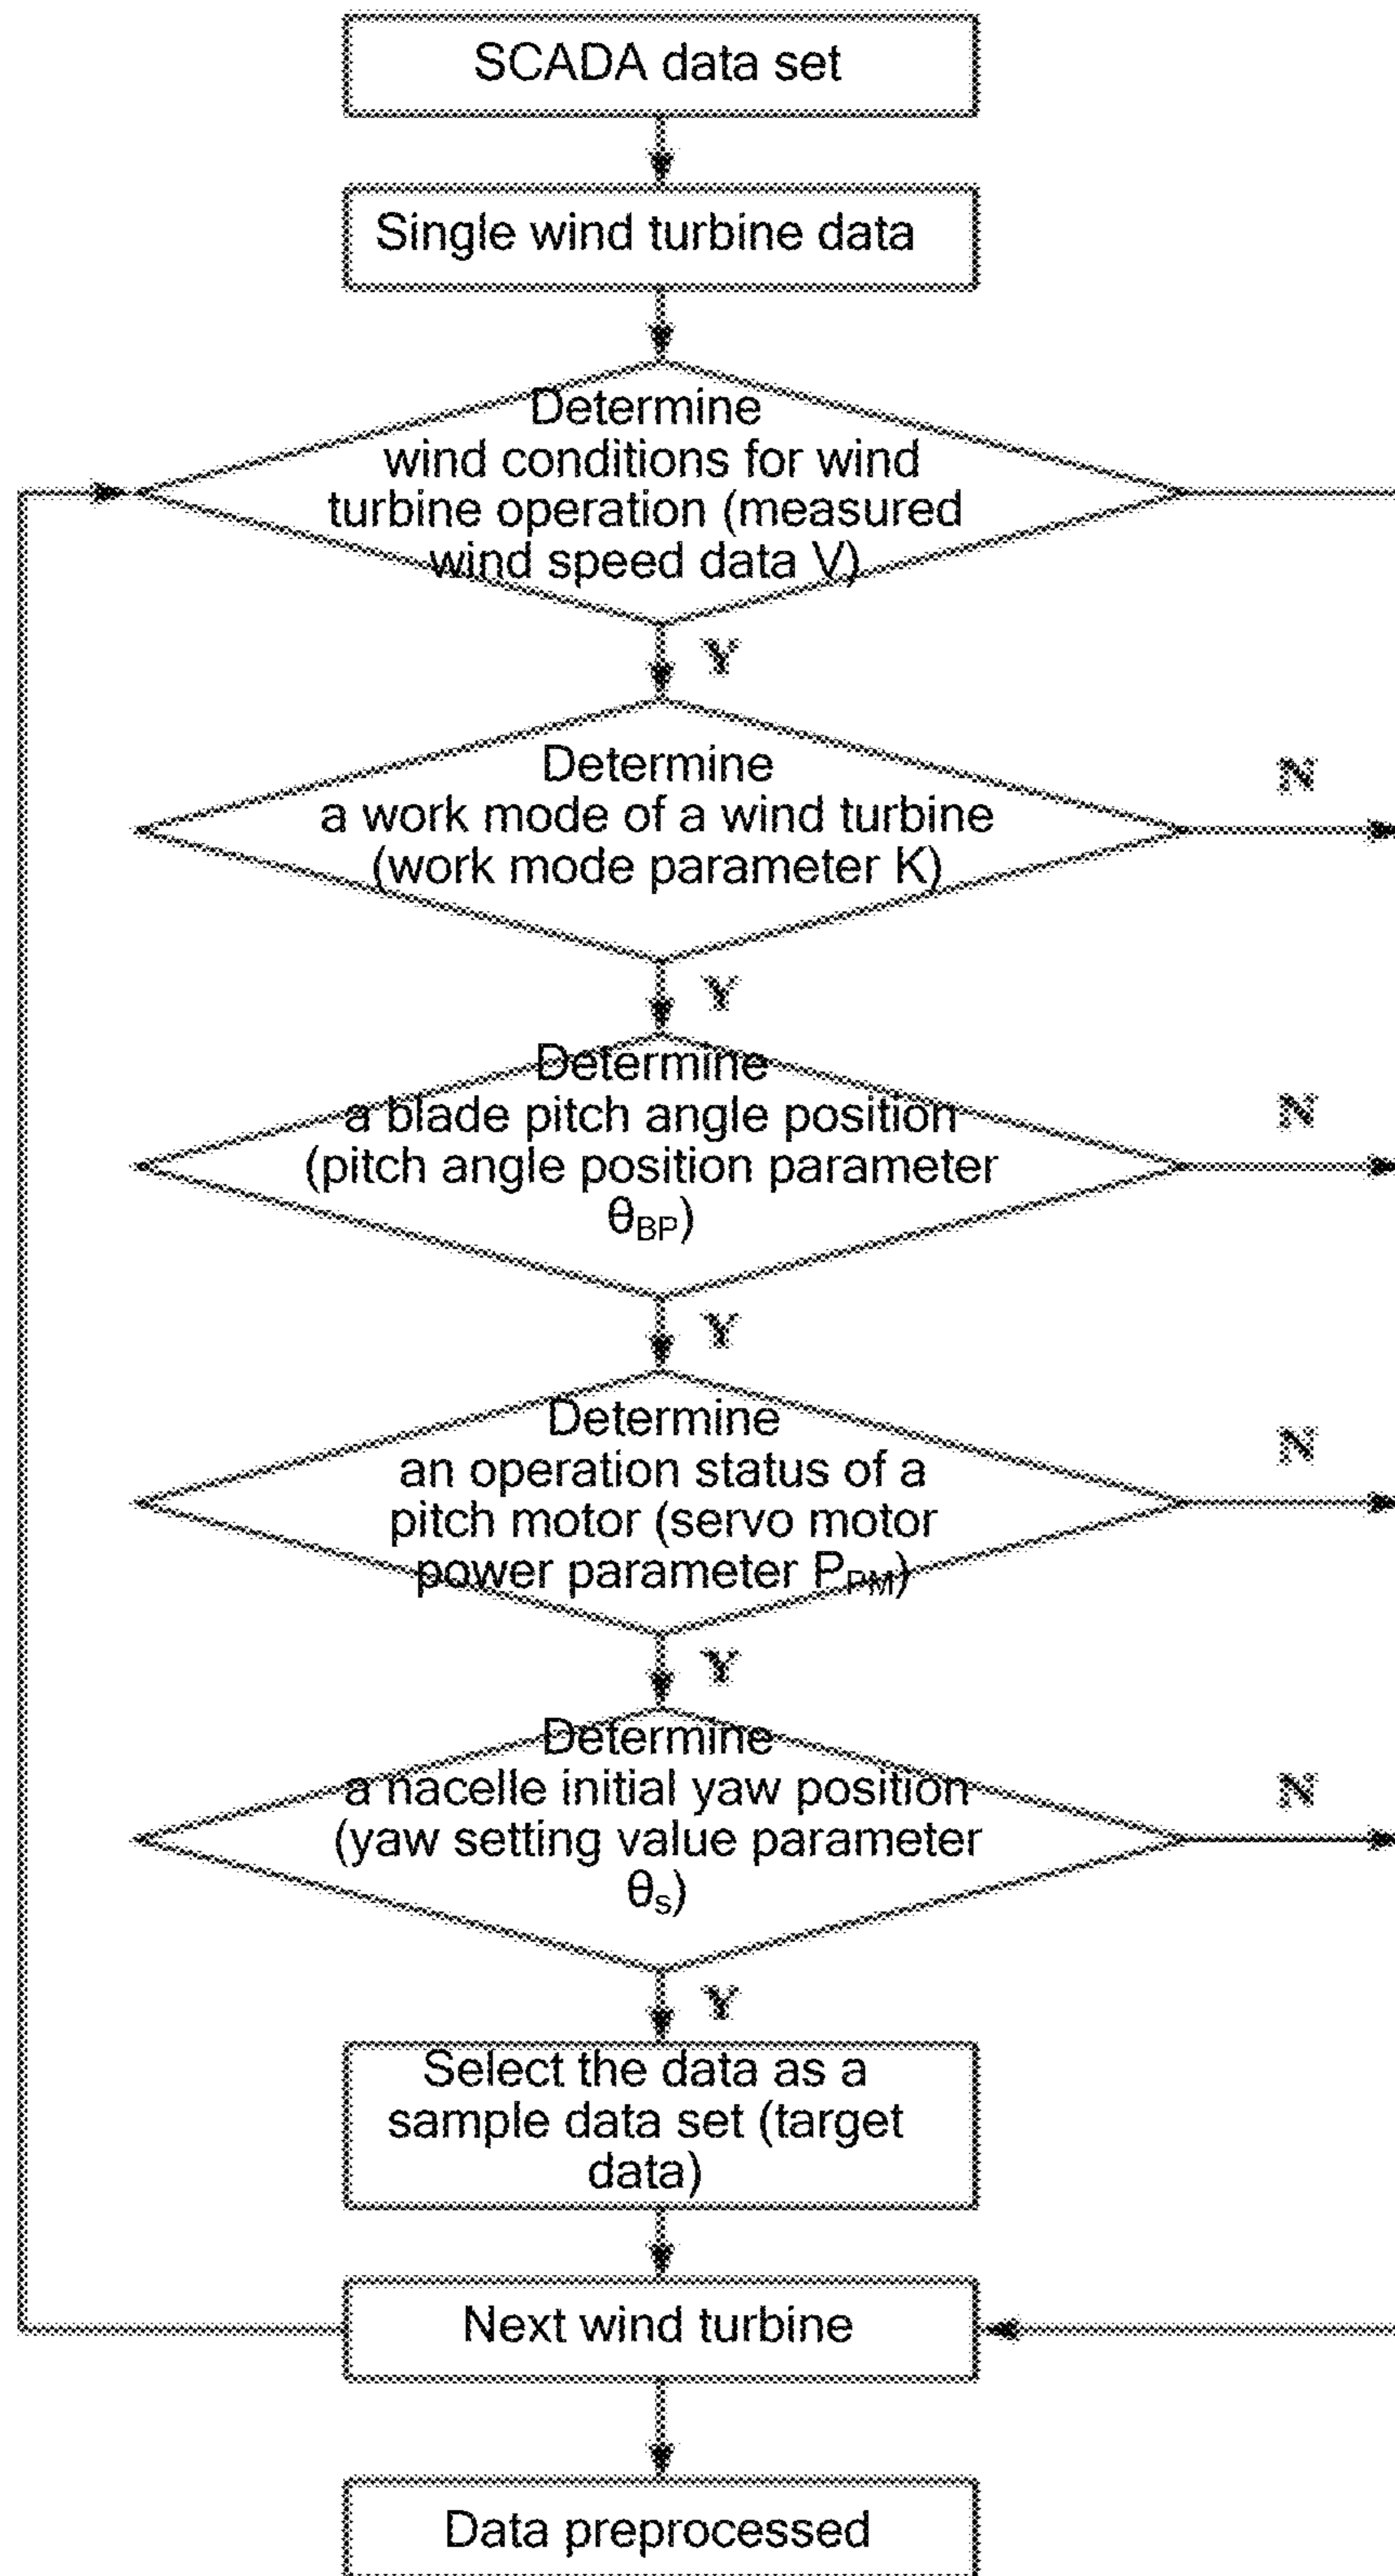 SCADA data set
Single wind turbine data
Determine
wind conditions for wind
turbine operation (measured
wind speed data V)
Y
Determine
a work mode of a wind turbine
(work mode parameter K)
N
Y
Determine
a blade pitch angle position
(pitch angle position parameter
θBP)
N
Y
Determine
an operation status of a
pitch motor (servo motor
power parameter PPM)
N
Y
Determine
a nacelle initial yaw position
(yaw setting value parameter
θs)
N
Y
Select the data as a
sample data set (target
data)
Next wind turbine
Data preprocessed